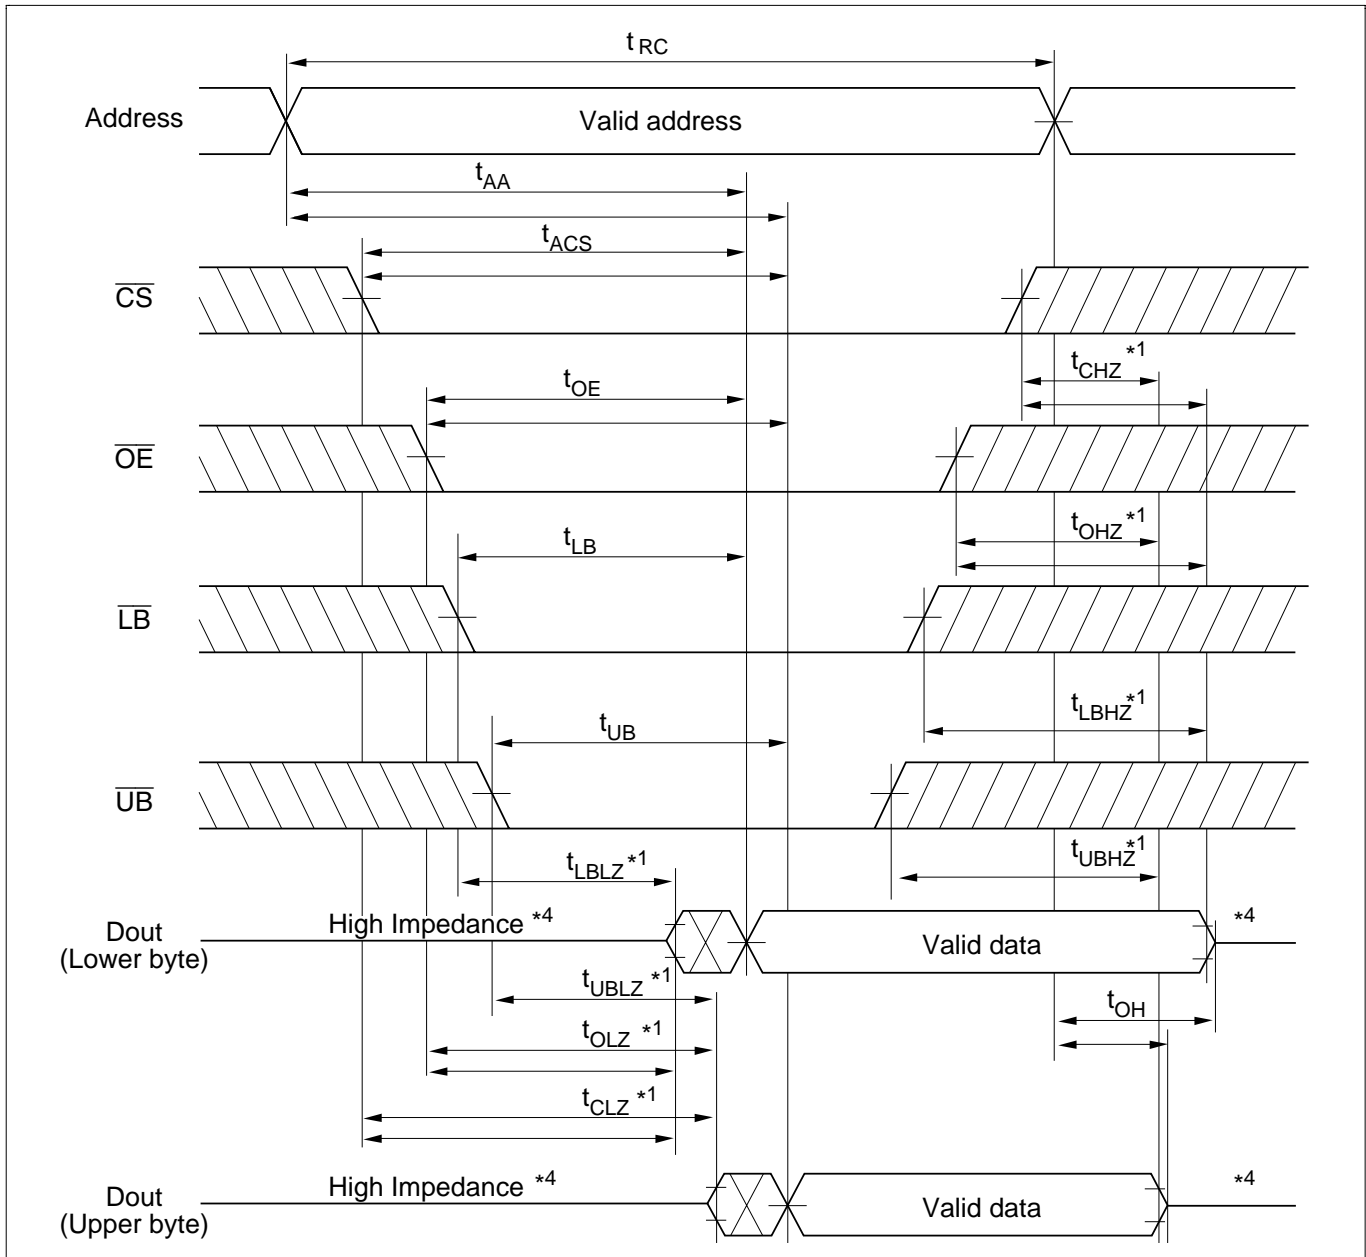 t RC
Address
Valid address
tAA
tACS
CS
tCHZ *1
tOE
OE
tOHZ *1
tLB
LB
tLBHZ *1
tUB
UB
tUBHZ *1
tLBLZ *1
Dout
(Lower byte)
High Impedance *4
Valid data
*4
tUBLZ *1
tOH
tOLZ *1
tCLZ *1
Dout
(Upper byte)
High Impedance *4
Valid data
*4